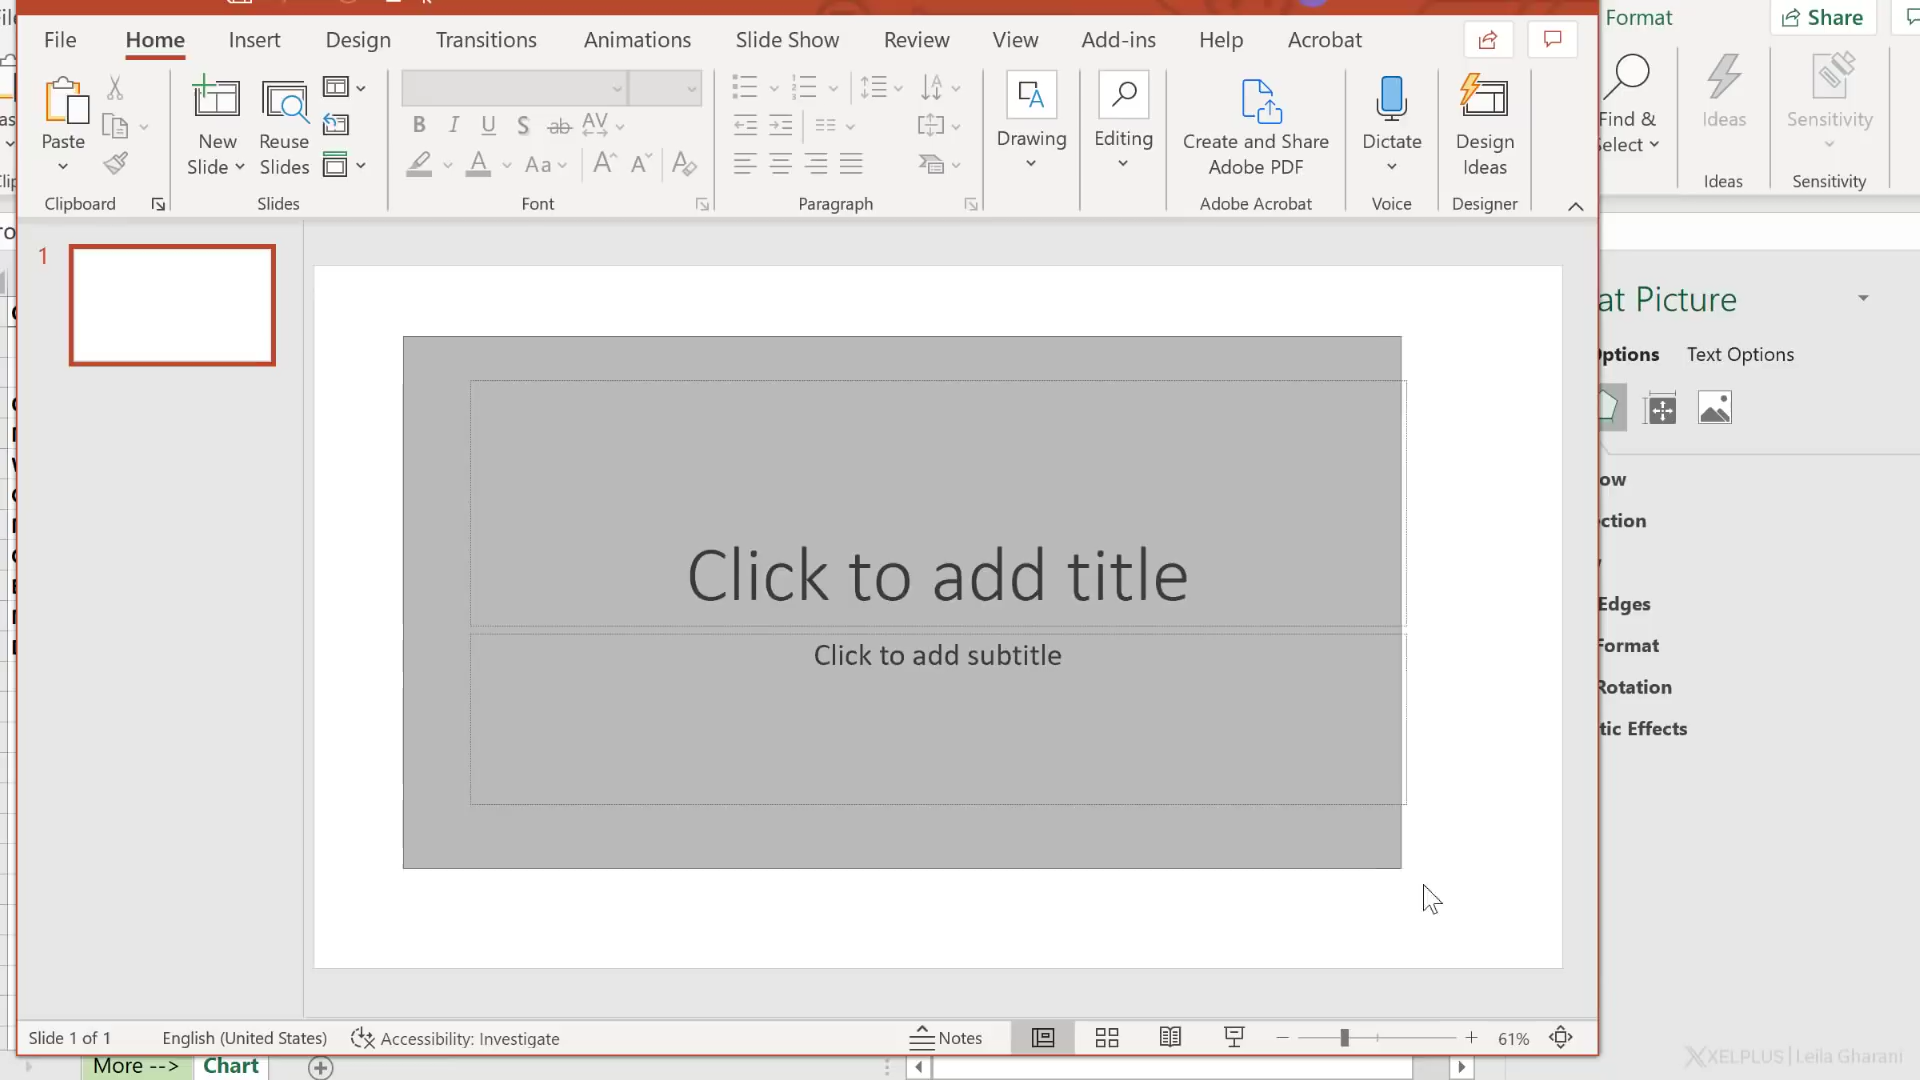 File Home Insert Design Transitions Animations Slide Show Review View Add-ins Help Acrobat
Format Share
Paste
New
Slide
Reuse
Slides
B I U S ab AV
A Aa A A A
Drawing
Editing
Create and Share
Adobe PDF
Dictate
Design
Ideas
Find &
Select
Ideas
Sensitivity
Clipboard Slides Font Paragraph Adobe Acrobat Voice Designer
Ideas Sensitivity
1
Click to add title
Click to add subtitle
at Picture
Options Text Options
ow
ction
Edges
Format
Rotation
tic Effects
Slide 1 of 1 English (United States) Accessibility: Investigate Notes 61%
More --> Chart
XELPLUS | Leila Gharani